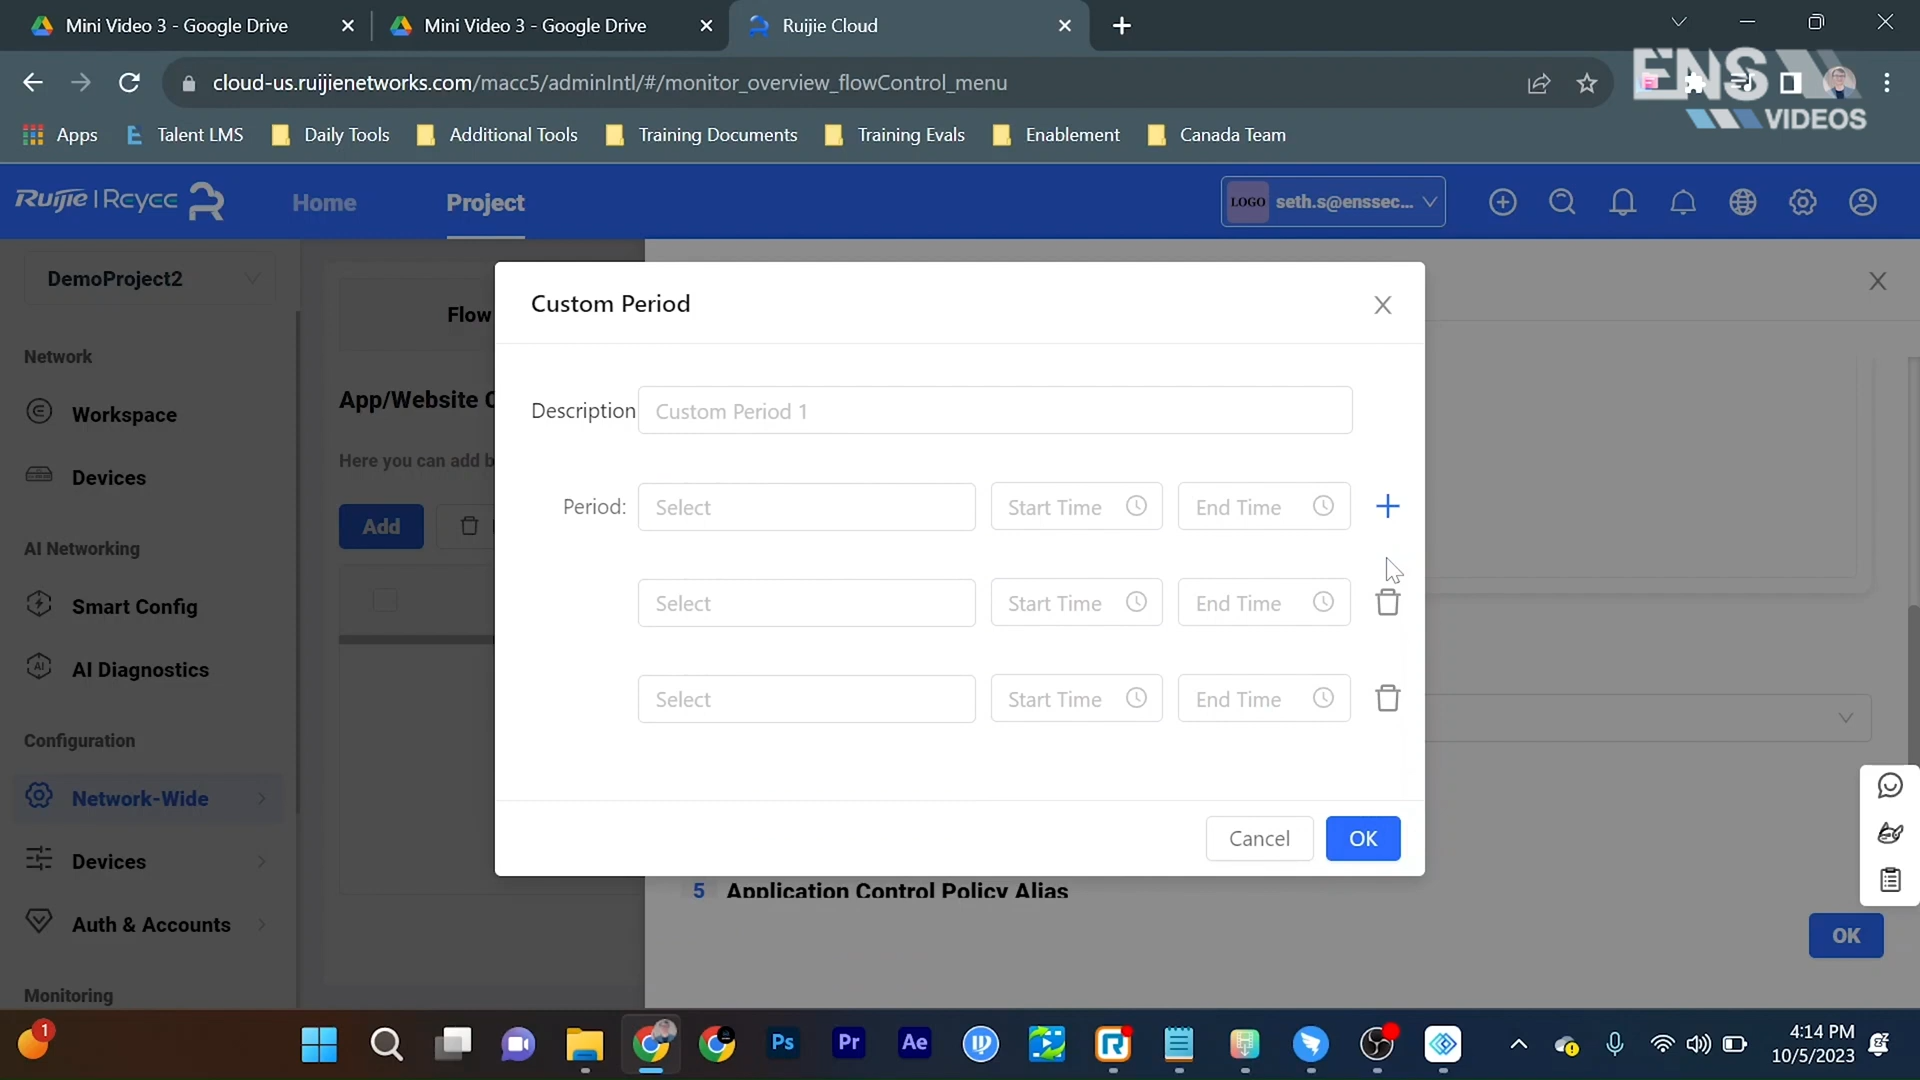 Mini Video 3 - Google Drive
Mini Video 3 - Google Drive
Ruijie Cloud
cloud-us.ruijienetworks.com/macc5/adminIntl/#/monitor_overview_flowControl_menu
ENS
VIDEOS
Apps
Talent LMS
Daily Tools
Additional Tools
Training Documents
Training Evals
Enablement
Canada Team
Ruijie | Reyee
Home
Project
LOGO
seth.s@enssec...
DemoProject2
Network
Workspace
Devices
AI Networking
Smart Config
AI Diagnostics
Configuration
Network-Wide
Devices
Auth & Accounts
Monitoring
Flow
App/Website C
Here you can add b
Add
Custom Period
Description
Custom Period 1
Period:
Select
Start Time
End Time
Select
Start Time
End Time
Select
Start Time
End Time
Cancel
OK
5 Application Control Policy Alias
OK
1
Ps
Pr
Ae
4:14 PM
10/5/2023